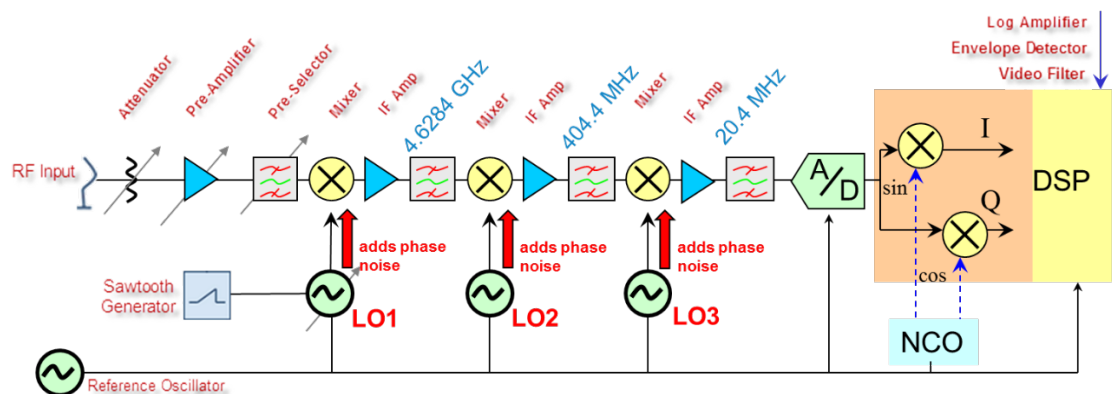 Log Amplifier
Envelope Detector
Video Filter
Attenuator
Pre-Amplifier
Pre-Selector
Mixer
IF Amp
4.6284 GHz
Mixer
IF Amp
404.4 MHz
Mixer
IF Amp
20.4 MHz
RF Input
A/D
sin
I
Q
DSP
adds phase
noise
adds phase
noise
adds phase
noise
cos
Sawtooth
Generator
LO1
LO2
LO3
NCO
Reference Oscillator